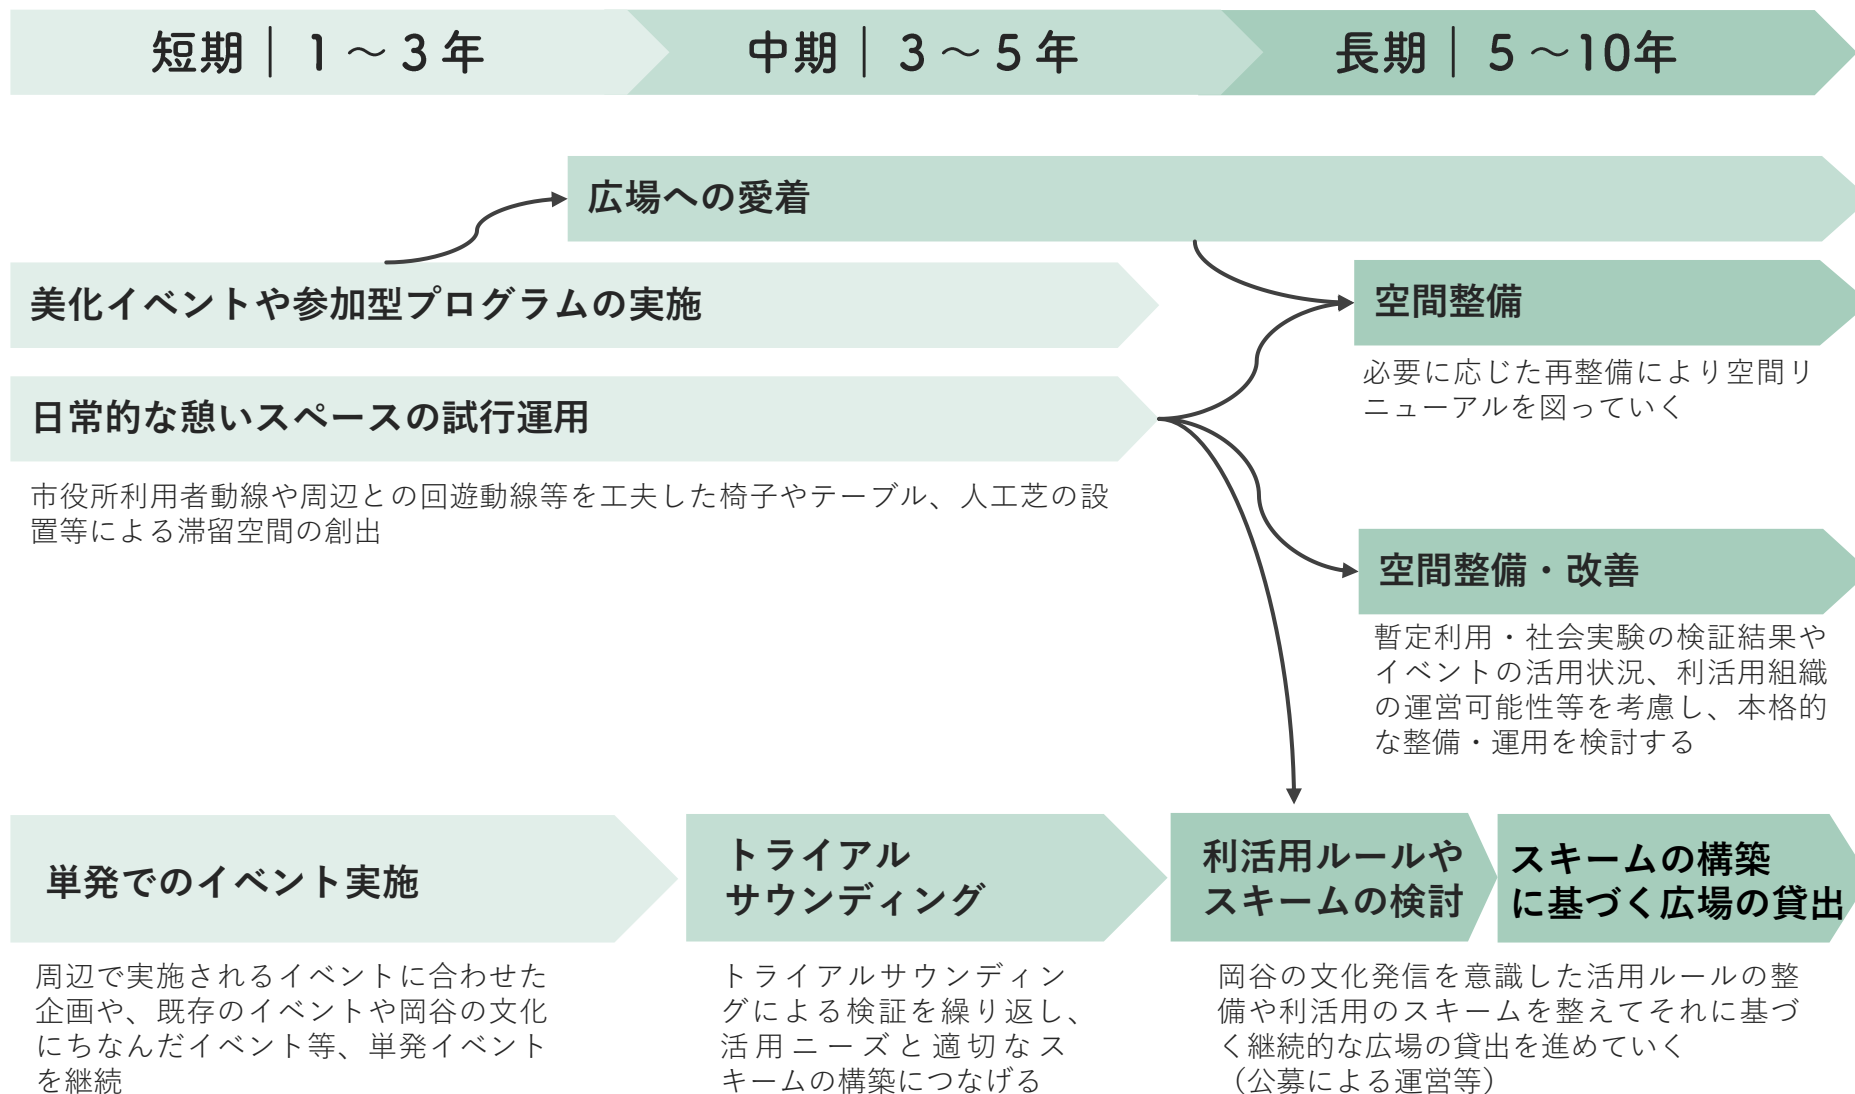 短期｜１～３年
中期｜３～５年
長期｜５～10年
広場への愛着
美化イベントや参加型プログラムの実施
空間整備
必要に応じた再整備により空間リ
ニューアルを図っていく
日常的な憩いスペースの試行運用
市役所利用者動線や周辺との回遊動線等を工夫した椅子やテーブル、人工芝の設
置等による滞留空間の創出
空間整備・改善
暫定利用・社会実験の検証結果や
イベントの活用状況、利活用組織
の運営可能性等を考慮し、本格的
な整備・運用を検討する
単発でのイベント実施
周辺で実施されるイベントに合わせた
企画や、既存のイベントや岡谷の文化
にちなんだイベント等、単発イベント
を継続
トライアル
サウンディング
トライアルサウンディン
グによる検証を繰り返し、
活用ニーズと適切なス
キームの構築につなげる
利活用ルールや
スキームの検討
スキームの構築
に基づく広場の貸出
岡谷の文化発信を意識した活用ルールの整
備や利活用のスキームを整えてそれに基づ
く継続的な広場の貸出を進めていく
（公募による運営等）